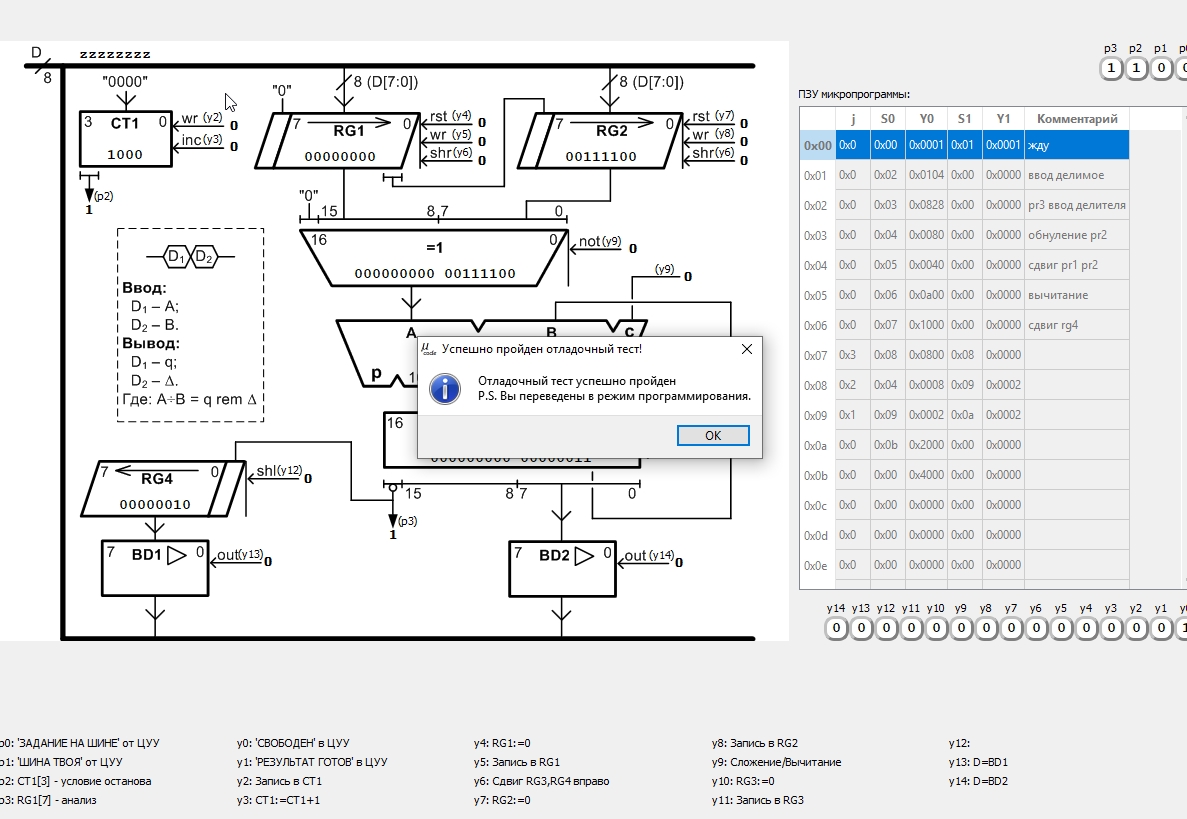 D
8
zzzzzzzz
"0000"
3 CT1 0
1000
wr (y2) 0
inc(y3) 0
(p2)
1
"0"
8 (D[7:0])
7 RG1 0
00000000
rst (y4) 0
wr (y5) 0
shr(y6) 0
8 (D[7:0])
7 RG2 0
00111100
rst (y7) 0
wr (y8) 0
shr(y6) 0
"0"
15 8,7 0
16 =1 0
000000000 00111100
not(y9) 0
(y9) 0
A B C
p
D1 D2
Ввод:
D1 – A;
D2 – B.
Вывод:
D1 – q;
D2 – Δ.
Где: A÷B = q rem Δ
μcode Успешно пройден отладочный тест!
Отладочный тест успешно пройден
P.S. Вы переведены в режим программирования.
OK
16
000000000 00000011
15 8 7 0
(p3)
1
7 RG4 0
00000010
shl(y12) 0
7 BD1 0
out(y13) 0
7 BD2 0
out (y14) 0
p3 p2 p1
1 1 0
ПЗУ микропрограммы:
j S0 Y0 S1 Y1 Комментарий
0x00 0x0 0x00 0x0001 0x01 0x0001 жду
0x01 0x0 0x02 0x0104 0x00 0x0000 ввод делимое
0x02 0x0 0x03 0x0828 0x00 0x0000 pr3 ввод делителя
0x03 0x0 0x04 0x0080 0x00 0x0000 обнуление pr2
0x04 0x0 0x05 0x0040 0x00 0x0000 сдвиг pr1 pr2
0x05 0x0 0x06 0x0a00 0x00 0x0000 вычитание
0x06 0x0 0x07 0x1000 0x00 0x0000 сдвиг rg4
0x07 0x3 0x08 0x0800 0x08 0x0000
0x08 0x2 0x04 0x0008 0x09 0x0002
0x09 0x1 0x09 0x0002 0x0a 0x0002
0x0a 0x0 0x0b 0x2000 0x00 0x0000
0x0b 0x0 0x00 0x4000 0x00 0x0000
0x0c 0x0 0x00 0x0000 0x00 0x0000
0x0d 0x0 0x00 0x0000 0x00 0x0000
0x0e 0x0 0x00 0x0000 0x00 0x0000
y14 y13 y12 y11 y10 y9 y8 y7 y6 y5 y4 y3 y2 y1
0 0 0 0 0 0 0 0 0 0 0 0 0 0
p0: 'ЗАДАНИЕ НА ШИНЕ' от ЦУУ
p1: 'ШИНА ТВОЯ' от ЦУУ
p2: CT1[3] - условие останова
p3: RG1[7] - анализ
y0: 'СВОБОДЕН' в ЦУУ
y1: 'РЕЗУЛЬТАТ ГОТОВ' в ЦУУ
y2: Запись в CT1
y3: CT1:=CT1+1
y4: RG1:=0
y5: Запись в RG1
y6: Сдвиг RG3,RG4 вправо
y7: RG2:=0
y8: Запись в RG2
y9: Сложение/Вычитание
y10: RG3:=0
y11: Запись в RG3
y12:
y13: D=BD1
y14: D=BD2